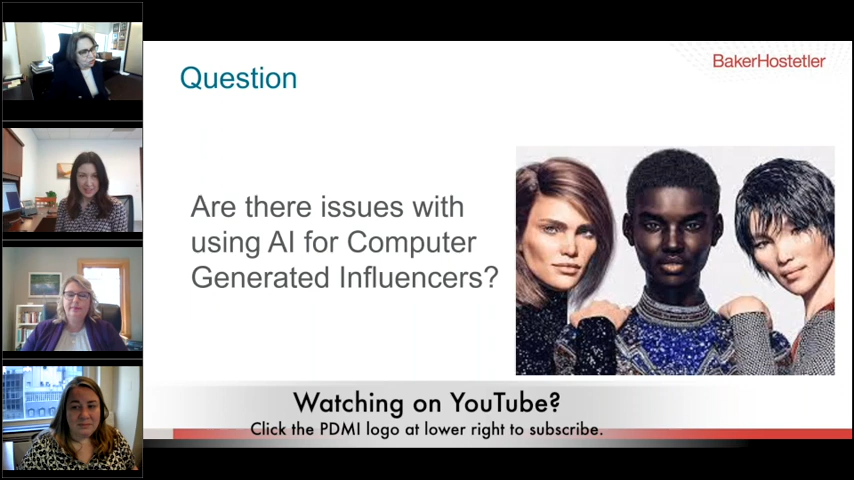 BakerHostetler
Question
Are there issues with
using AI for Computer
Generated Influencers?
Watching on YouTube?
Click the PDMI logo at lower right to subscribe.